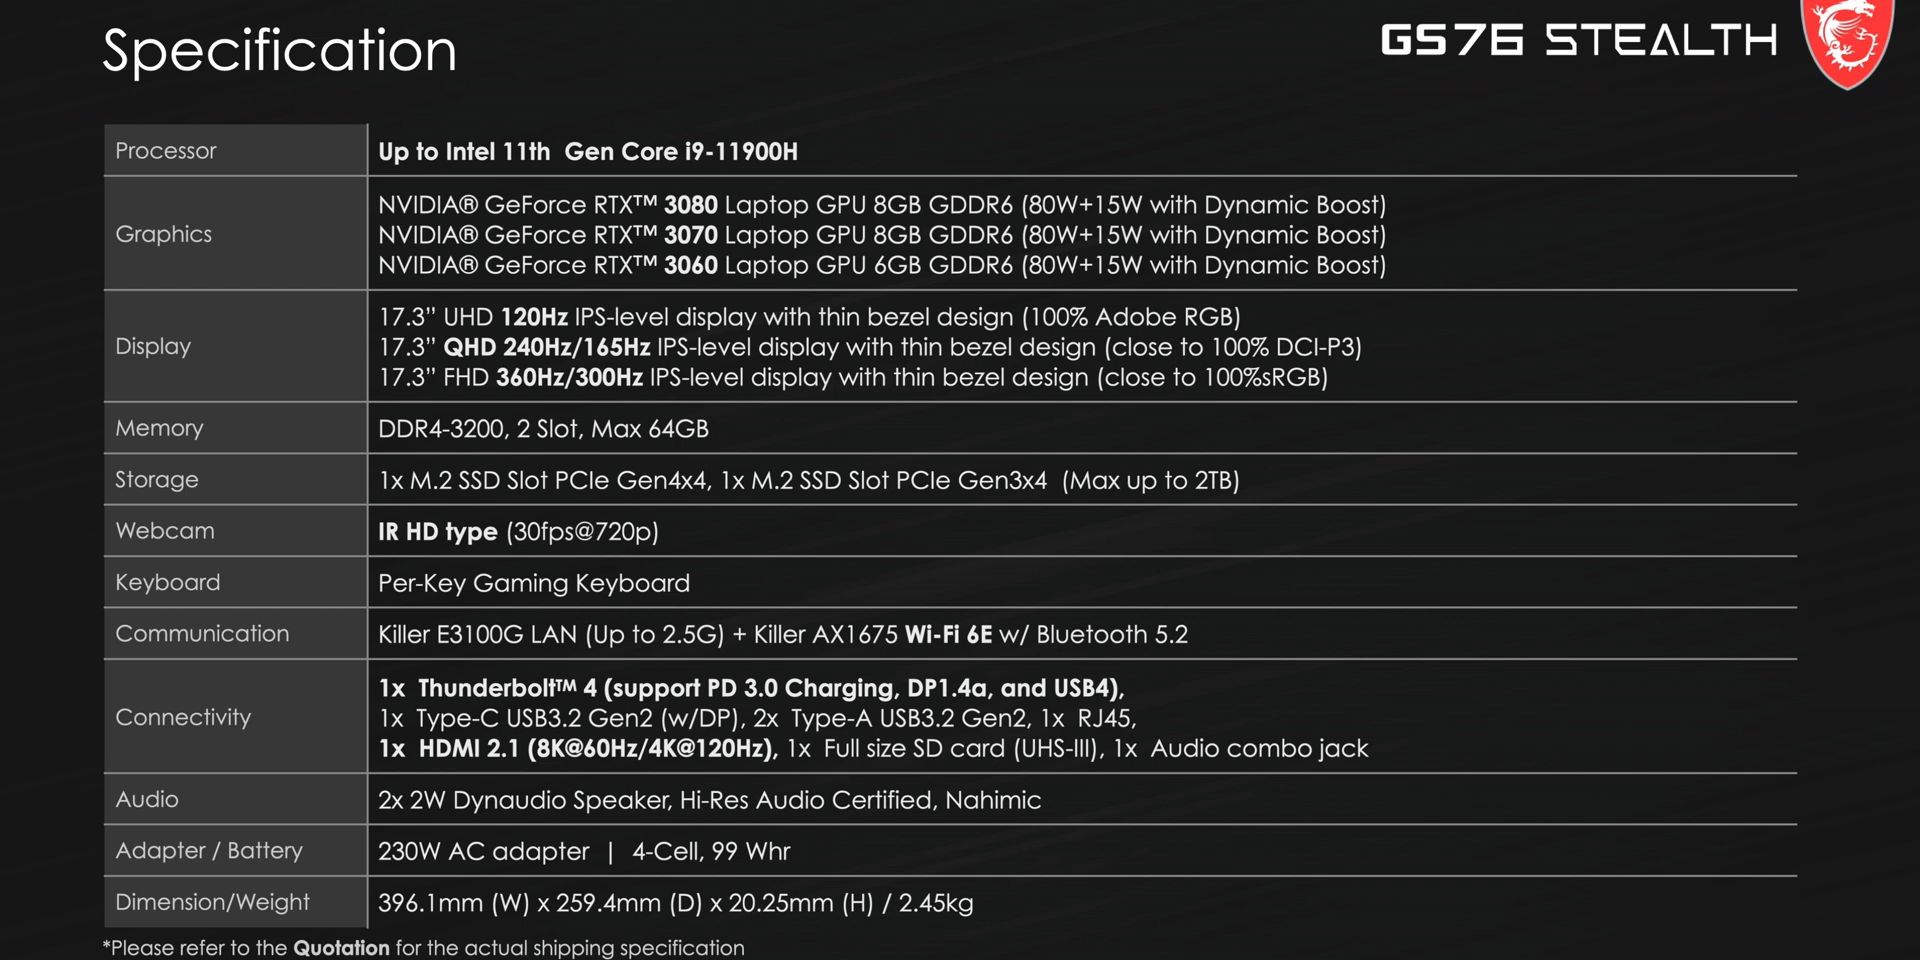 Specification
GS76 STEALTH
Processor
Up to Intel 11th  Gen Core i9-11900H
Graphics
NVIDIA® GeForce RTX™ 3080 Laptop GPU 8GB GDDR6 (80W+15W with Dynamic Boost)
NVIDIA® GeForce RTX™ 3070 Laptop GPU 8GB GDDR6 (80W+15W with Dynamic Boost)
NVIDIA® GeForce RTX™ 3060 Laptop GPU 6GB GDDR6 (80W+15W with Dynamic Boost)
Display
17.3” UHD 120Hz IPS-level display with thin bezel design (100% Adobe RGB)
17.3” QHD 240Hz/165Hz IPS-level display with thin bezel design (close to 100% DCI-P3)
17.3” FHD 360Hz/300Hz IPS-level display with thin bezel design (close to 100%sRGB)
Memory
DDR4-3200, 2 Slot, Max 64GB
Storage
1x M.2 SSD Slot PCIe Gen4x4, 1x M.2 SSD Slot PCIe Gen3x4  (Max up to 2TB)
Webcam
IR HD type (30fps@720p)
Keyboard
Per-Key Gaming Keyboard
Communication
Killer E3100G LAN (Up to 2.5G) + Killer AX1675 Wi-Fi 6E w/ Bluetooth 5.2
Connectivity
1x  Thunderbolt™ 4 (support PD 3.0 Charging, DP1.4a, and USB4),
1x  Type-C USB3.2 Gen2 (w/DP), 2x  Type-A USB3.2 Gen2, 1x  RJ45,
1x  HDMI 2.1 (8K@60Hz/4K@120Hz), 1x  Full size SD card (UHS-III), 1x  Audio combo jack
Audio
2x 2W Dynaudio Speaker, Hi-Res Audio Certified, Nahimic
Adapter / Battery
230W AC adapter  |  4-Cell, 99 Whr
Dimension/Weight
396.1mm (W) x 259.4mm (D) x 20.25mm (H) / 2.45kg
*Please refer to the Quotation for the actual shipping specification